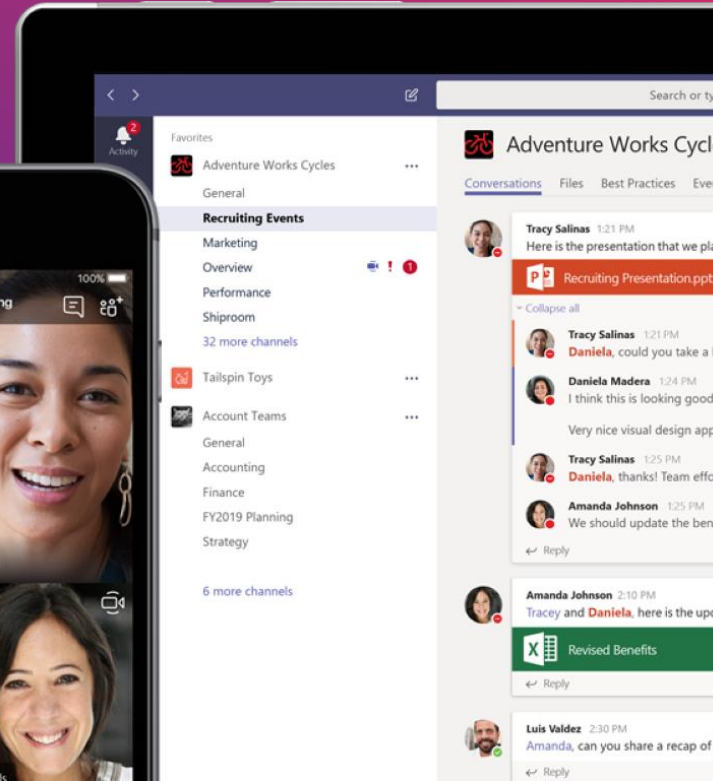 Search or ty
2
Activity
Favorites
Adventure Works Cycles
General
Recruiting Events
Marketing
Overview
1
Performance
Shiproom
32 more channels
Tailspin Toys
Account Teams
General
Accounting
Finance
FY2019 Planning
Strategy
6 more channels
100%
ng
Adventure Works Cycl
Conversations Files Best Practices Eve
Tracy Salinas 1:21 PM
Here is the presentation that we pla
Recruiting Presentation.ppt
Collapse all
Tracy Salinas 1:21 PM
Daniela, could you take a
Daniela Madera 1:24 PM
I think this is looking good
Very nice visual design app
Tracy Salinas 1:25 PM
Daniela, thanks! Team effo
Amanda Johnson 1:25 PM
We should update the ben
Reply
Amanda Johnson 2:10 PM
Tracey and Daniela, here is the upd
Revised Benefits
Reply
Luis Valdez 2:30 PM
Amanda, can you share a recap of
Reply